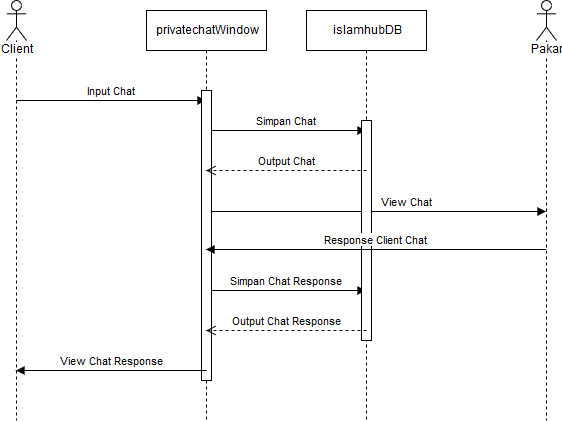 privatechatWindow
islamhubDB
Client
Pakar
Input Chat
Simpan Chat
Output Chat
View Chat
Response Client Chat
Simpan Chat Response
Output Chat Response
View Chat Response